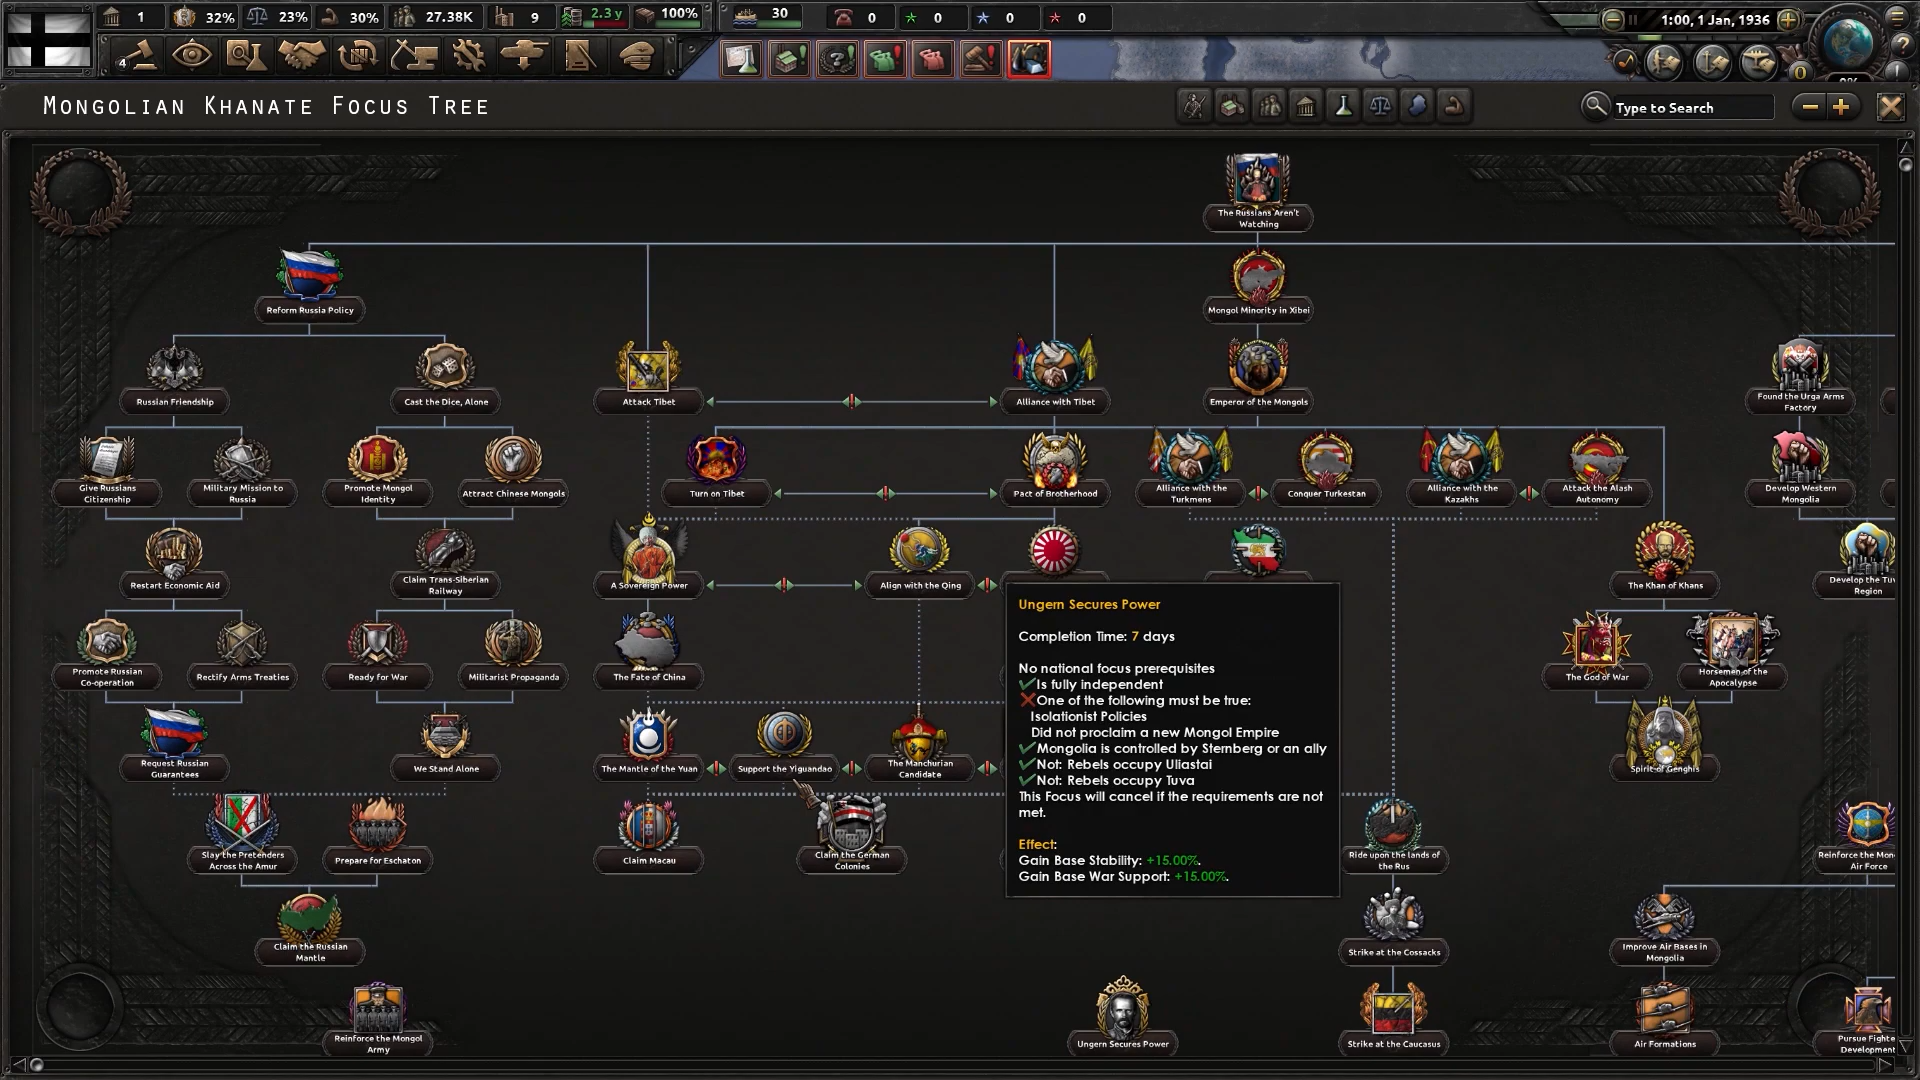 1
32%
23%
30%
27.38K
9
2.3 y
100%
30
0
0
0
0
1:00, 1 Jan, 1936
4
0
Mongolian Khanate Focus Tree
Type to Search
The Russians Aren't
Watching
Reform Russia Policy
Mongol Minority in Xibei
Russian Friendship
Cast the Dice, Alone
Attack Tibet
Alliance with Tibet
Emperor of the Mongols
Found the Urga Arms
Factory
Give Russians
Citizenship
Military Mission to
Russia
Promote Mongol
Identity
Attract Chinese Mongols
Turn on Tibet
Pact of Brotherhood
Alliance with the
Turkmens
Conquer Turkestan
Alliance with the
Kazakhs
Attack the Alash
Autonomy
Develop Western
Mongolia
Restart Economic Aid
Claim Trans-Siberian
Railway
A Sovereign Power
Align with the Qing
The Khan of Khans
Develop the Tuv
Region
Promote Russian
Co-operation
Rectify Arms Treaties
Ready for War
Militarist Propaganda
The Fate of China
The God of War
Horsemen of the
Apocalypse
Request Russian
Guarantees
We Stand Alone
The Mantle of the Yuan
Support the Yiguandao
The Manchurian
Candidate
Spirit of Genghis
Slay the Pretenders
Across the Amur
Prepare for Eschaton
Claim Macau
Claim the German
Colonies
Ride upon the lands of
the Rus
Reinforce the Mon
Air Force
Claim the Russian
Mantle
Strike at the Cossacks
Improve Air Bases in
Mongolia
Reinforce the Mongol
Army
Ungern Secures Power
Strike at the Caucasus
Air Formations
Pursue Fighte
Development
Ungern Secures Power
Completion Time: 7 days
No national focus prerequisites
Is fully independent
One of the following must be true:
Isolationist Policies
Did not proclaim a new Mongol Empire
Mongolia is controlled by Sternberg or an ally
Not: Rebels occupy Uliastai
Not: Rebels occupy Tuva
This Focus will cancel if the requirements are not
met.
Effect:
Gain Base Stability: +15.00%.
Gain Base War Support: +15.00%.